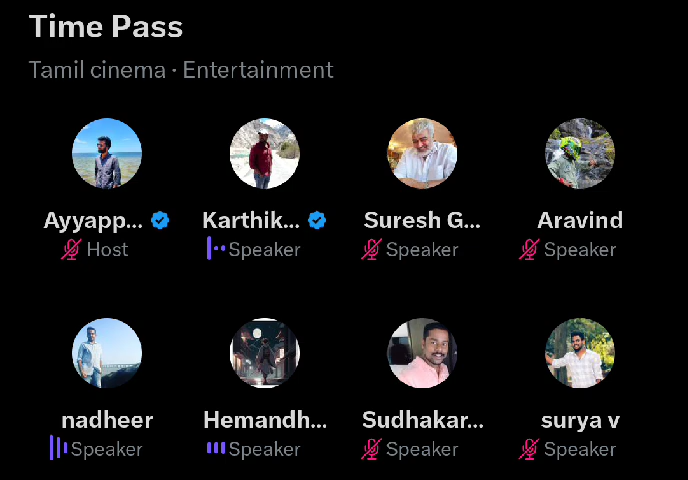 Time Pass
Tamil cinema · Entertainment
Ayyapp... Karthik... Suresh G... Aravind
Host Speaker Speaker Speaker
nadheer Hemandh... Sudhakar... surya v
Speaker Speaker Speaker Speaker